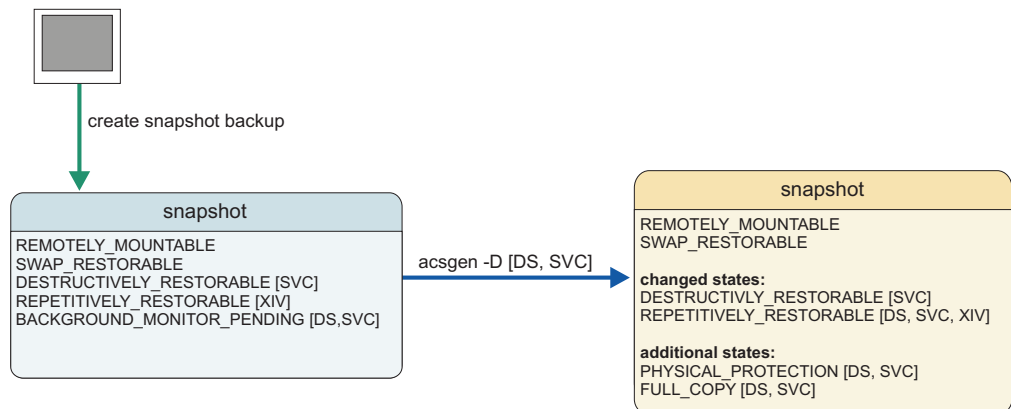 create snapshot backup
snapshot
REMOTELY_MOUNTABLE
SWAP_RESTORABLE
DESTRUCTIVELY_RESTORABLE [SVC]
REPETITIVELY_RESTORABLE [XIV]
BACKGROUND_MONITOR_PENDING [DS,SVC]
acsgen -D [DS, SVC]
snapshot
REMOTELY_MOUNTABLE
SWAP_RESTORABLE
changed states:
DESTRUCTIVLY_RESTORABLE [SVC]
REPETITIVELY_RESTORABLE [DS, SVC, XIV]
additional states:
PHYSICAL_PROTECTION [DS, SVC]
FULL_COPY [DS, SVC]